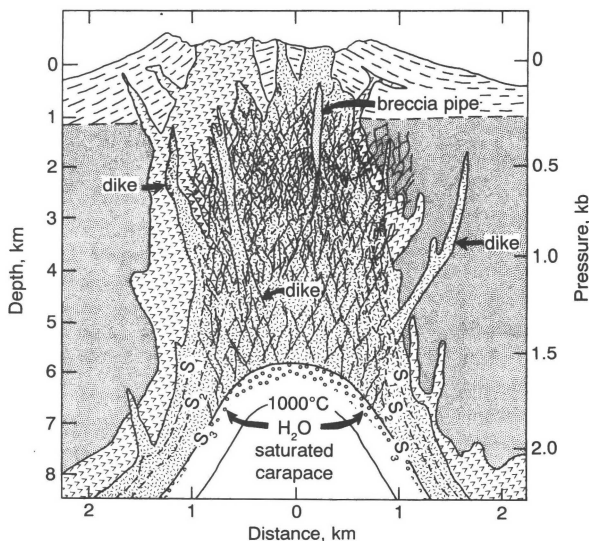 0
1
2
3
4
5
6
7
8
Depth, km
0
0.5
1.0
1.5
2.0
Pressure, kb
breccia pipe
dike
dike
dike
S
S₂
S₃
S
S₂
S₃
1000°C
H₂O
saturated
carapace
2
1
0
1
2
Distance, km